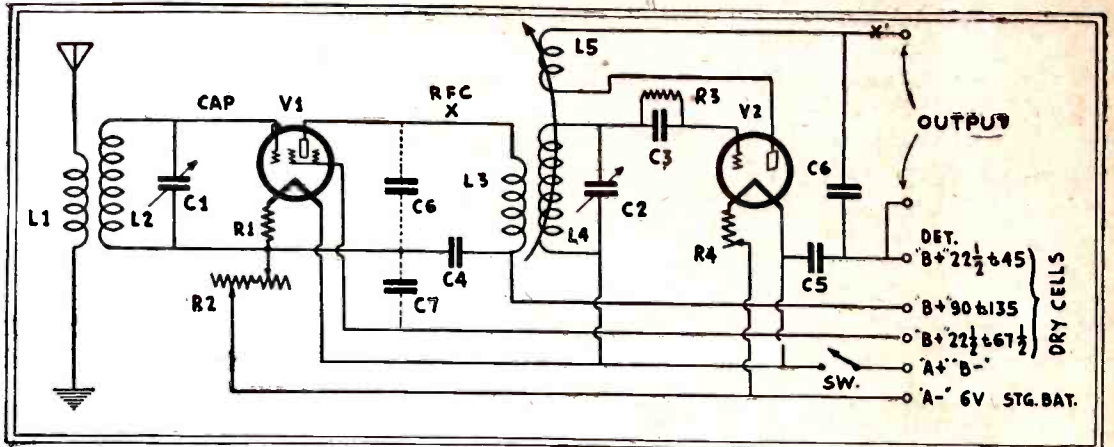 L5
X'
CAP
V1
RFC
X
R3
V2
OUTPUT
C3
C6
L3
C2
C6
L1
L2
C1
R1
L4
R4
DET.
C4
C5
"B+" 22½ to 45
R2
C7
"B+" 90 to 135
"B+" 22½ to 67½
DRY CELLS
SW.
"A+" "B-"
"A-" 6V STG. BAT.